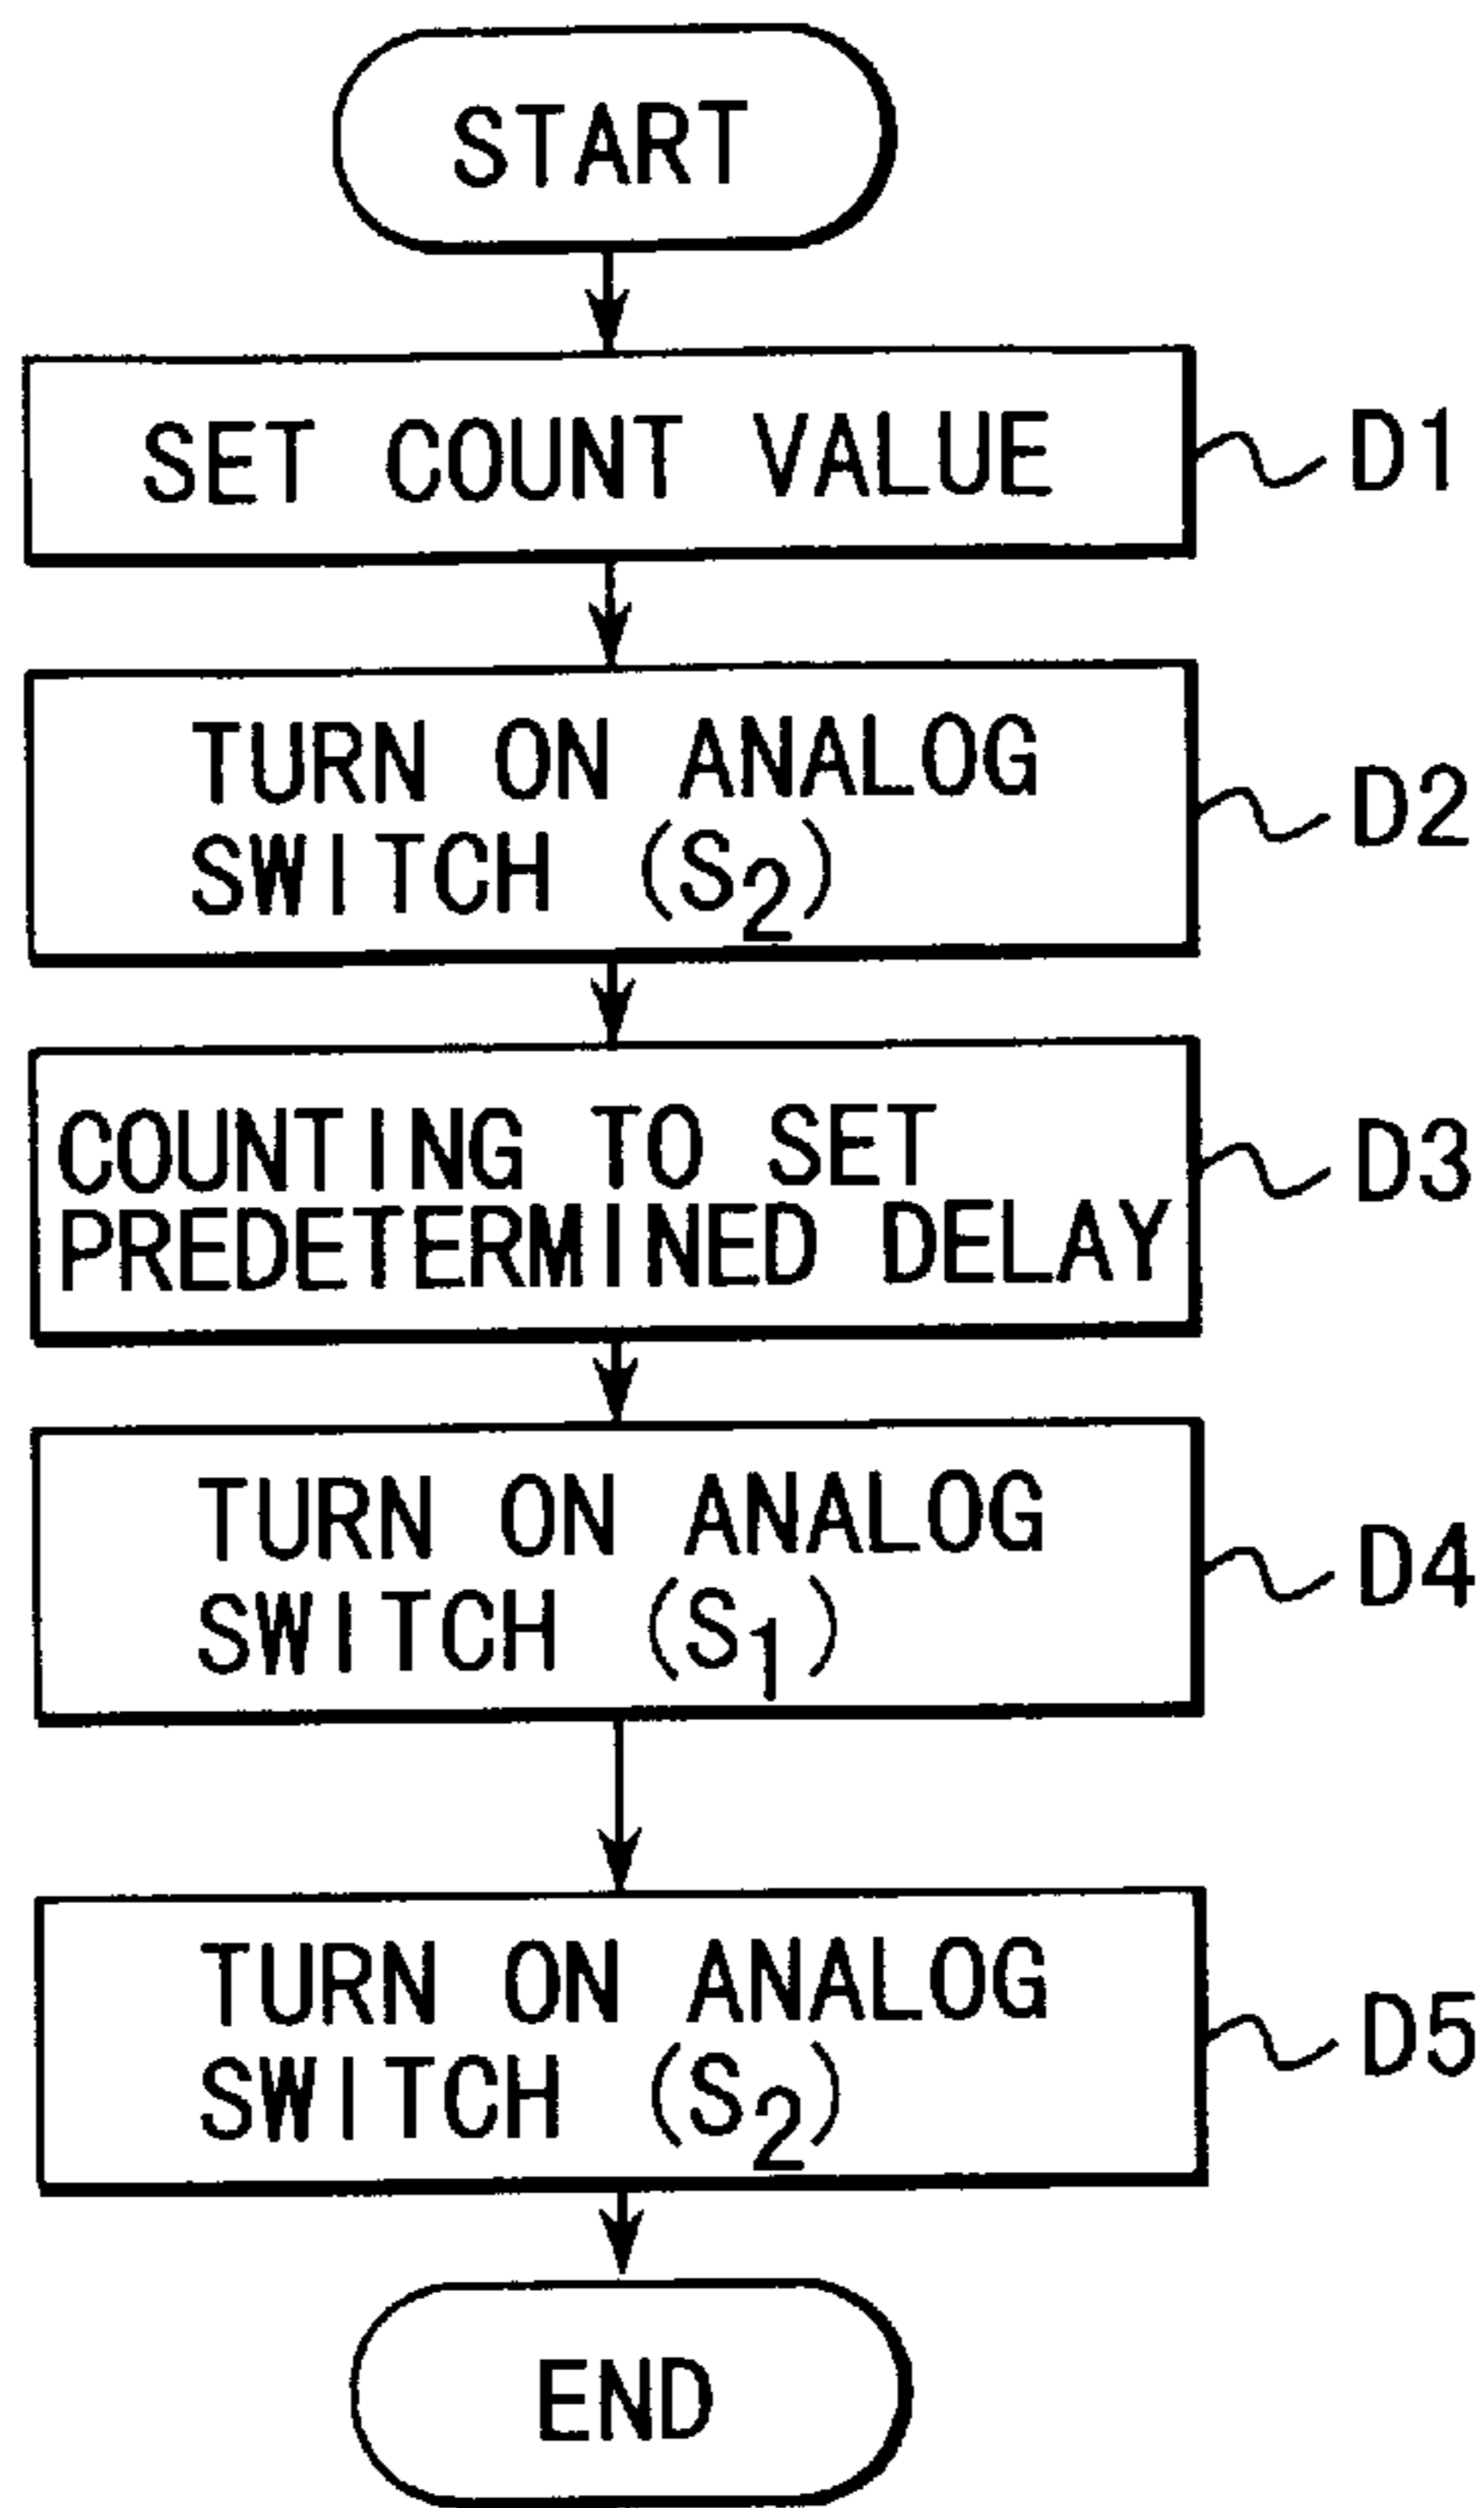 START
SET COUNT VALUE
D1
TURN ON ANALOG
SWITCH (S2)
D2
COUNTING TO SET
PREDETERMINED DELAY
D3
TURN ON ANALOG
SWITCH (S1)
D4
TURN ON ANALOG
SWITCH (S2)
D5
END